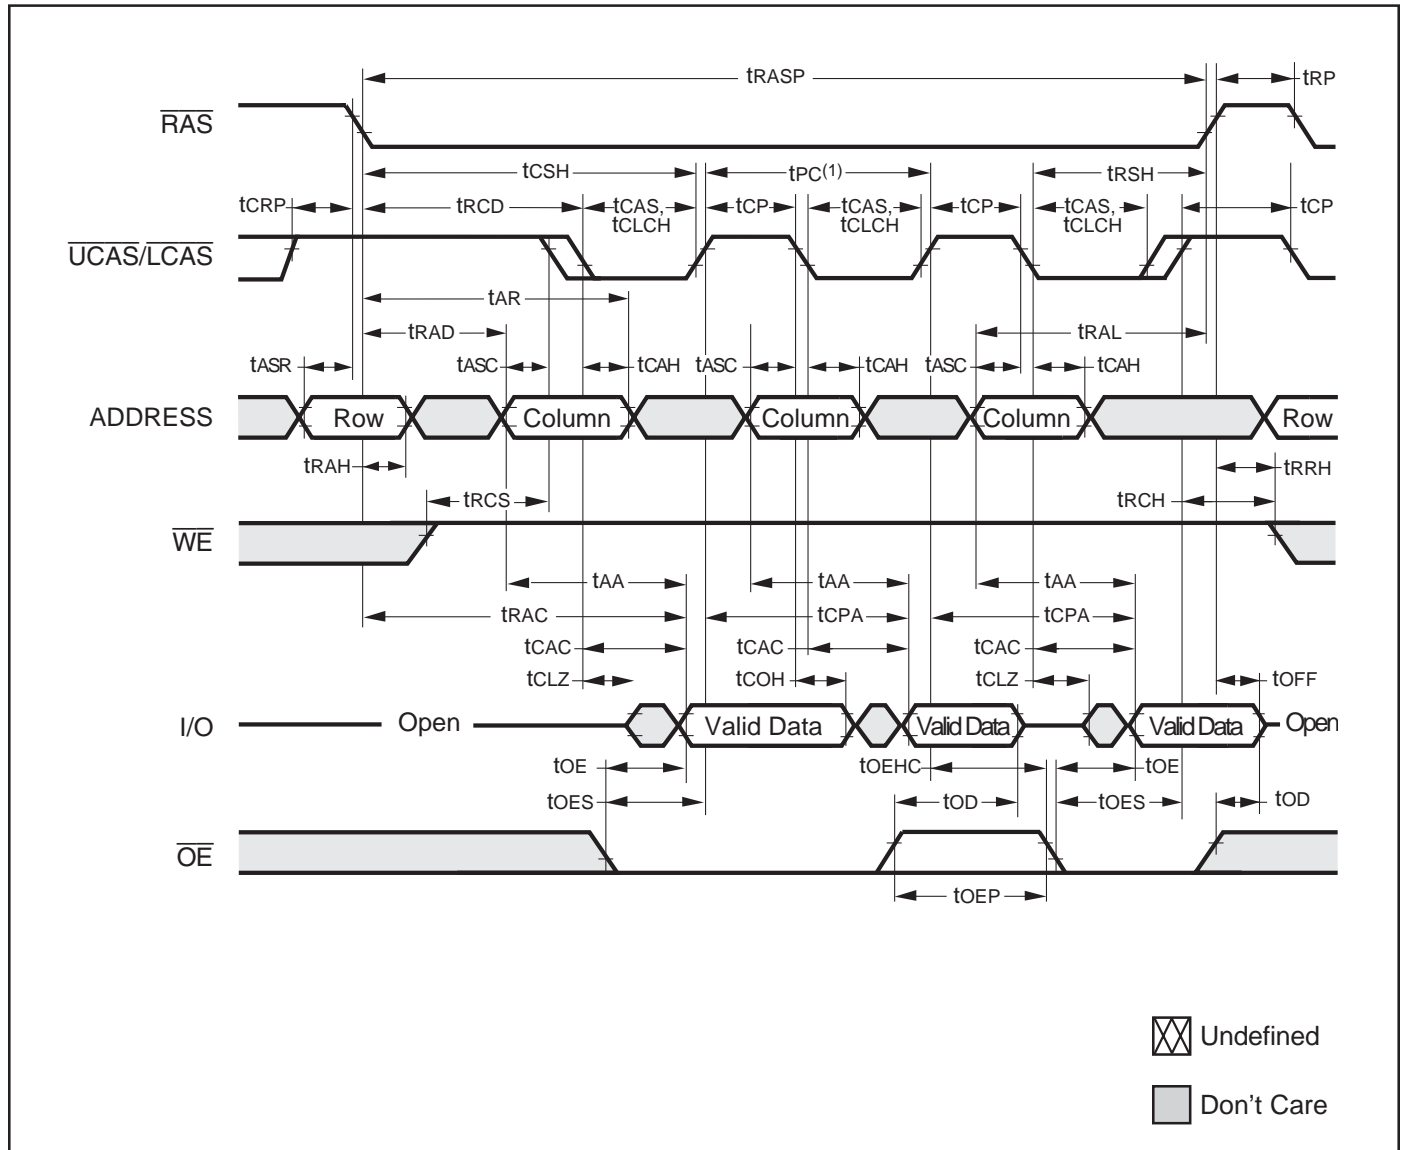 tRASP tRP
RAS
tCSH tPC(1) tRSH
tCRP tRCD tCAS, tCLCH tCP tCAS, tCLCH tCP tCAS, tCLCH tCP
UCAS/LCAS
tAR
tRAD tRAL
tASR tASC tCAH tASC tCAH tASC tCAH
ADDRESS Row Column Column Column Row
tRAH tRRH
tRCS tRCH
WE
tAA tAA tAA
tRAC tCPA tCPA
tCAC tCAC tCAC
tCLZ tCOH tCLZ tOFF
I/O Open Valid Data Valid Data Valid Data Open
tOE tOEHC tOE
tOES tOD tOES tOD
OE
tOEP
Undefined
Don't Care